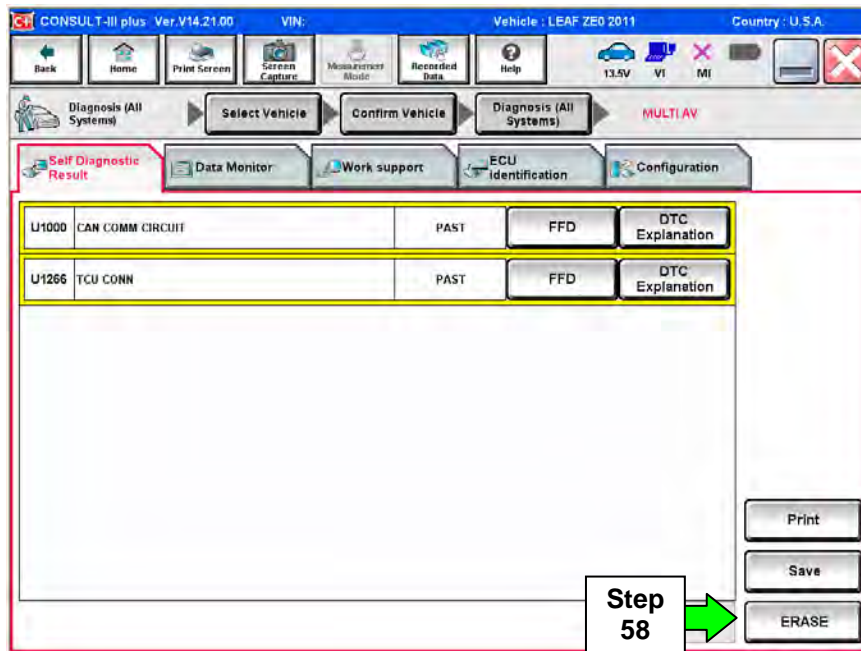 CONSULT-III plus Ver.V14.21.00 VIN: Vehicle : LEAF ZE0 2011 Country : U.S.A.
Back Home Print Screen Screen Capture Measurement Mode Recorded Data Help 13.5V VI MI
Diagnosis (All Systems) Select Vehicle Confirm Vehicle Diagnosis (All Systems) MULTI AV
Self Diagnostic Result Data Monitor Work support ECU Identification Configuration
U1000 CAN COMM CIRCUIT PAST FFD DTC Explanation
U1266 TCU CONN PAST FFD DTC Explanation
Print
Save
Step 58
ERASE